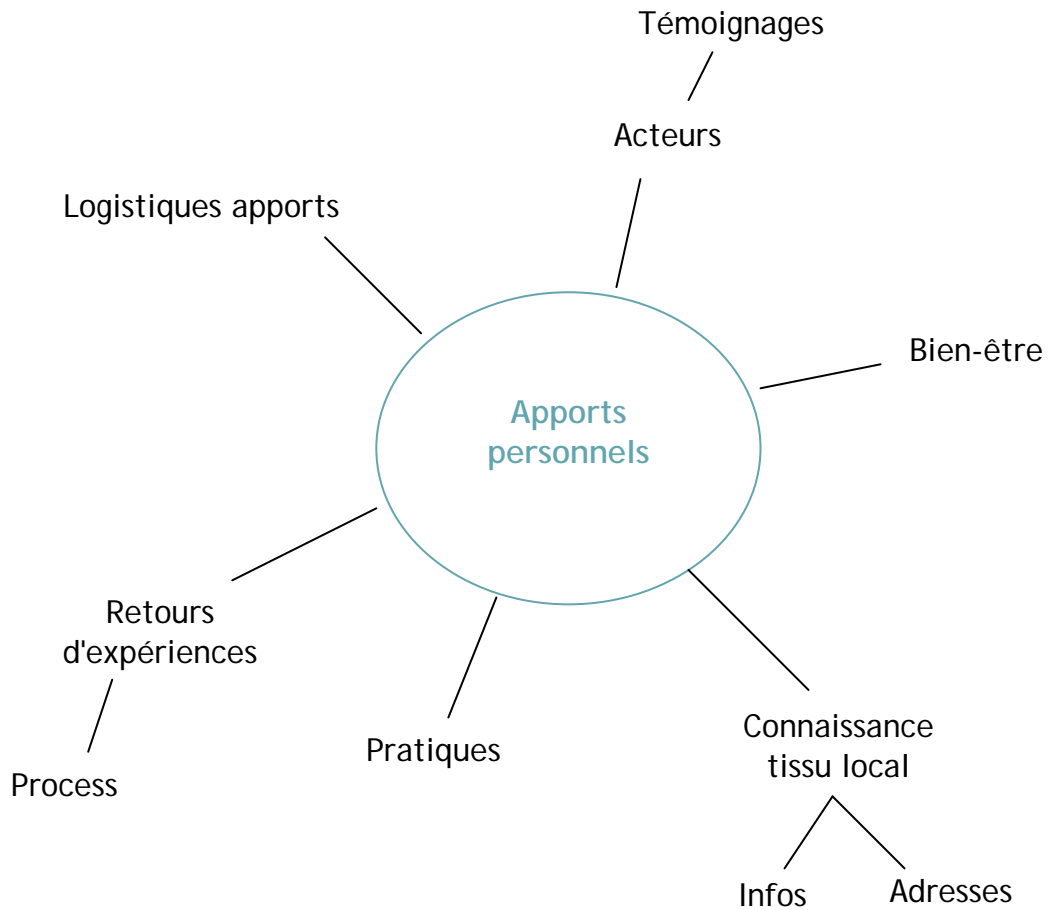 Témoignages
Acteurs
Logistiques apports
Bien-être
Apports
personnels
Retours
d'expériences
Pratiques
Connaissance
tissu local
Process
Infos
Adresses